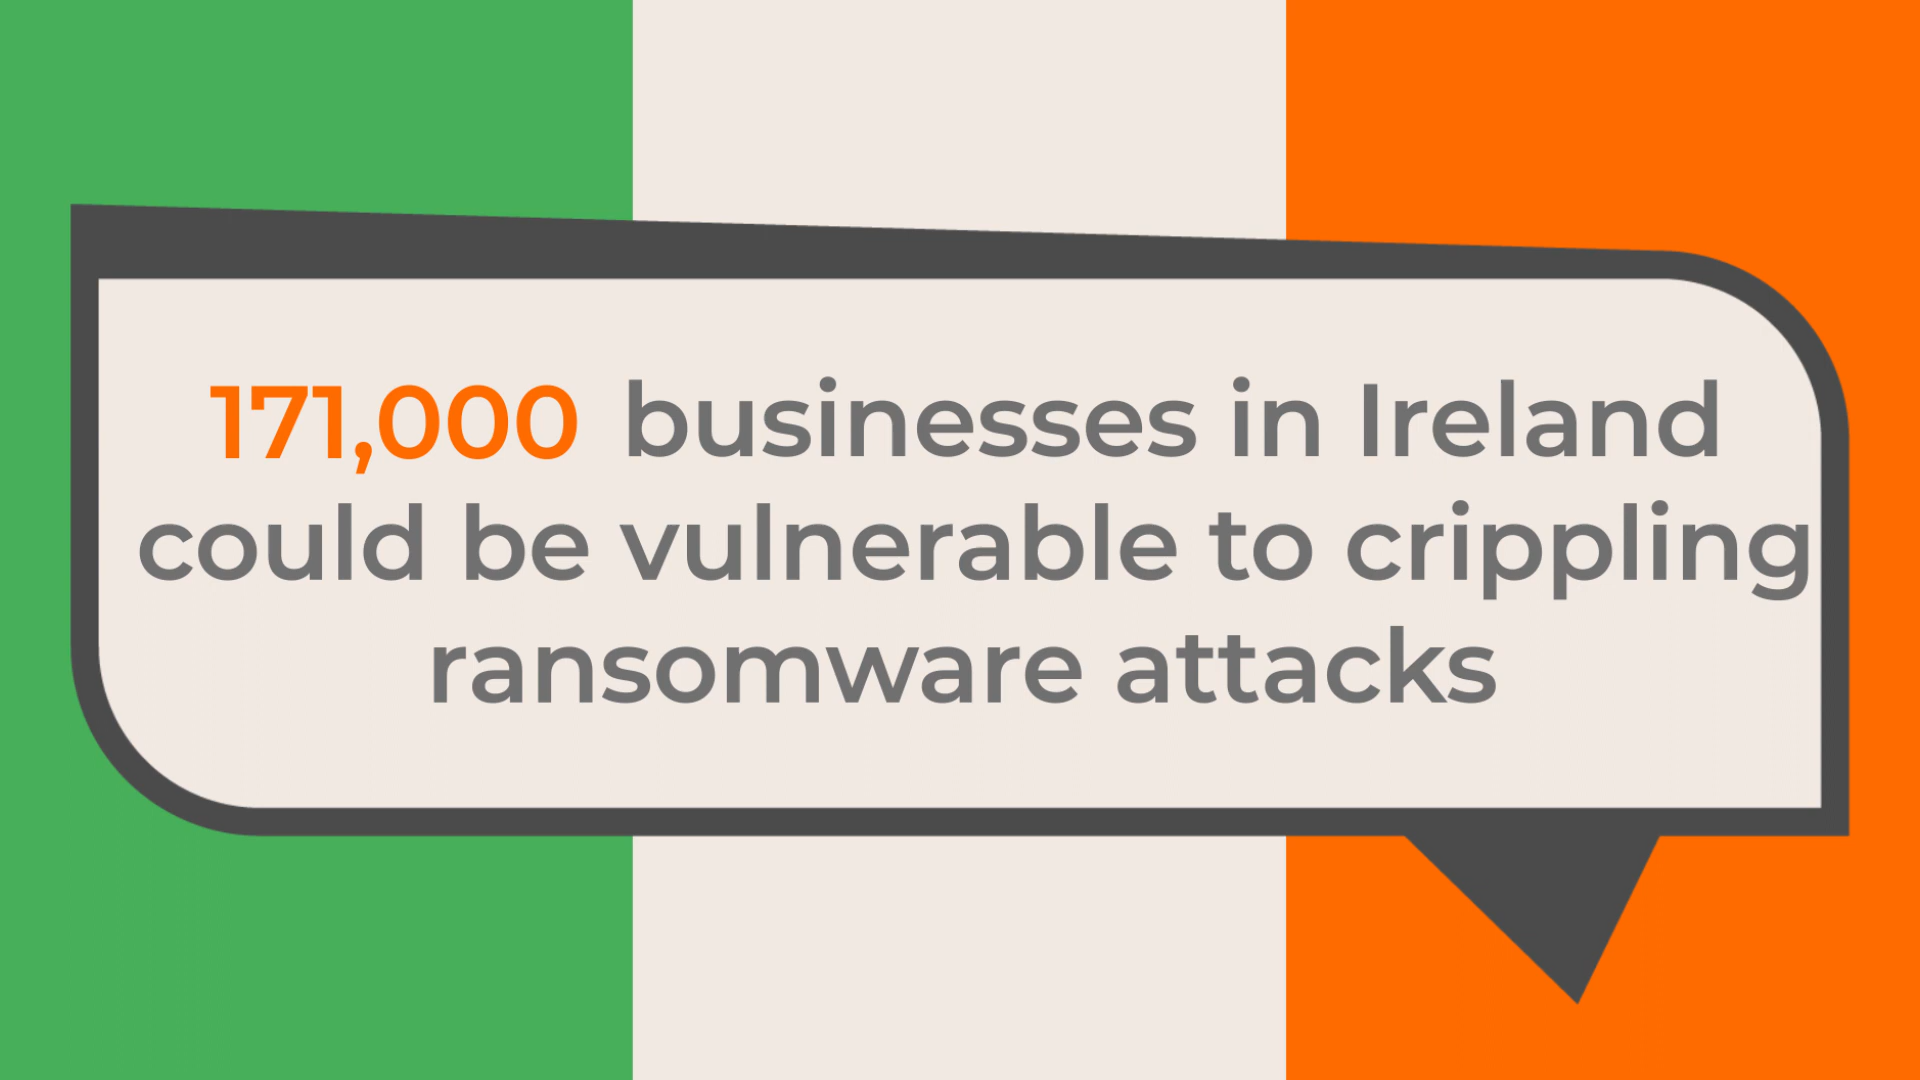 171,000 businesses in Ireland
could be vulnerable to crippling
ransomware attacks